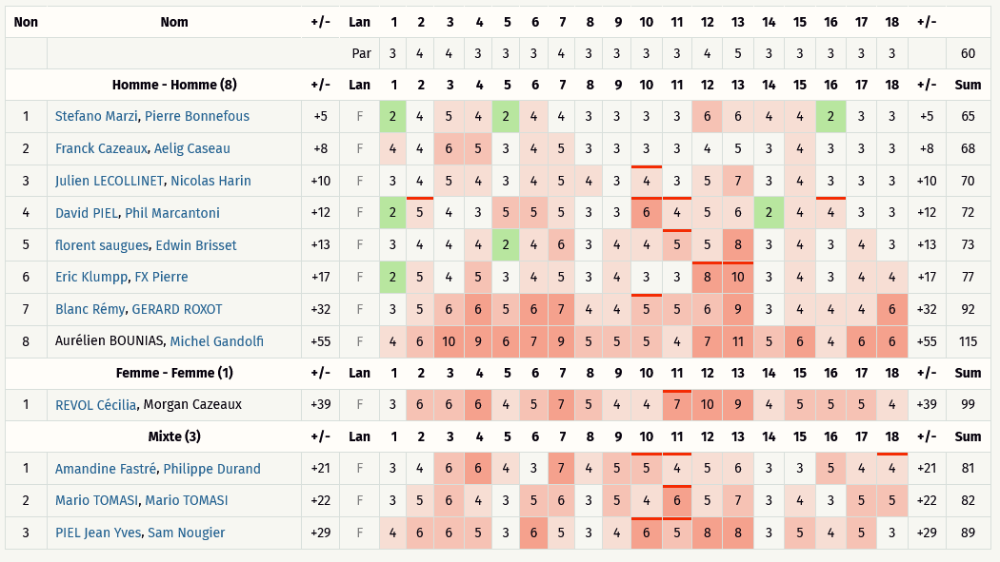 Non Nom +/- Lan 1 2 3 4 5 6 7 8 9 10 11 12 13 14 15 16 17 18 +/-
Par 3 4 4 3 3 3 4 3 3 3 3 4 5 3 3 3 3 3 60
Homme - Homme (8) +/- Lan 1 2 3 4 5 6 7 8 9 10 11 12 13 14 15 16 17 18 +/- Sum
1 Stefano Marzi, Pierre Bonnefous +5 F 2 4 5 4 2 4 4 3 3 3 3 6 6 4 4 2 3 3 +5 65
2 Franck Cazeaux, Aelig Caseau +8 F 4 4 6 5 3 4 5 3 3 3 3 4 5 3 4 3 3 3 +8 68
3 Julien LECOLLINET, Nicolas Harin +10 F 3 4 5 4 3 4 5 4 3 4 3 5 7 3 4 3 3 3 +10 70
4 David PIEL, Phil Marcantoni +12 F 2 5 4 3 5 5 5 3 3 6 4 5 6 2 4 4 3 3 +12 72
5 florent saugues, Edwin Brisset +13 F 3 4 4 4 2 4 6 3 4 4 5 5 8 3 4 3 4 3 +13 73
6 Eric Klumpp, FX Pierre +17 F 2 5 4 5 3 4 5 3 4 3 3 8 10 3 4 3 4 4 +17 77
7 Blanc Rémy, GERARD ROXOT +32 F 3 5 6 6 5 6 7 4 4 5 5 6 9 3 4 4 4 6 +32 92
8 Aurélien BOUNIAS, Michel Gandolfi +55 F 4 6 10 9 6 7 9 5 5 5 4 7 11 5 6 4 6 6 +55 115
Femme - Femme (1) +/- Lan 1 2 3 4 5 6 7 8 9 10 11 12 13 14 15 16 17 18 +/- Sum
1 REVOL Cécilia, Morgan Cazeaux +39 F 3 6 6 6 4 5 7 5 4 4 7 10 9 4 5 5 5 4 +39 99
Mixte (3) +/- Lan 1 2 3 4 5 6 7 8 9 10 11 12 13 14 15 16 17 18 +/- Sum
1 Amandine Fastré, Philippe Durand +21 F 3 4 6 6 4 3 7 4 5 5 4 5 6 3 3 5 4 4 +21 81
2 Mario TOMASI, Mario TOMASI +22 F 3 5 6 4 3 5 6 3 5 4 6 5 7 3 4 3 5 5 +22 82
3 PIEL Jean Yves, Sam Nougier +29 F 4 6 6 5 3 6 5 3 4 6 5 8 8 3 5 4 5 3 +29 89